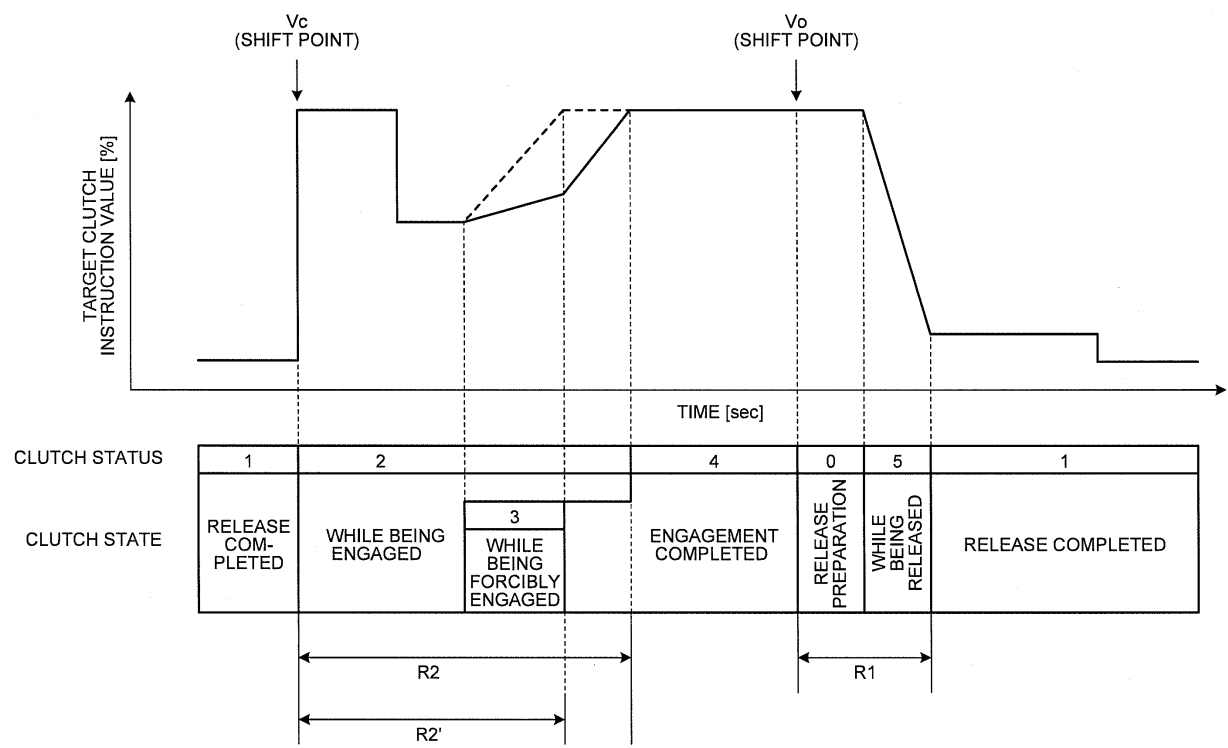 Vc
(SHIFT POINT)
Vo
(SHIFT POINT)
TARGET CLUTCH
INSTRUCTION VALUE [%]
TIME [sec]
CLUTCH STATUS
1
2
4
0
5
1
CLUTCH STATE
RELEASE
COM-
PLETED
WHILE BEING
ENGAGED
3
WHILE
BEING
FORCIBLY
ENGAGED
ENGAGEMENT
COMPLETED
RELEASE
PREPARATION
WHILE
BEING
RELEASED
RELEASE COMPLETED
R2
R1
R2'